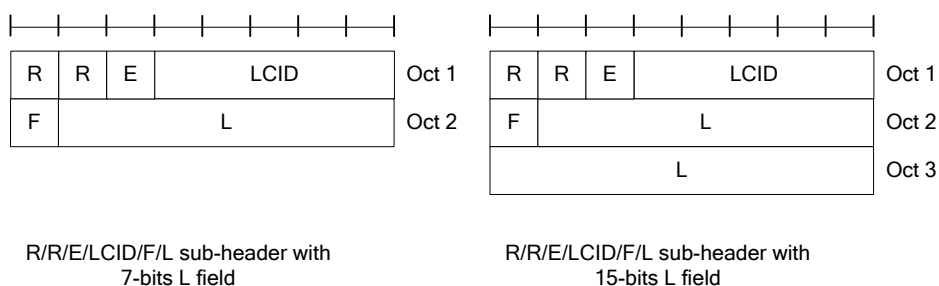 R R E LCID Oct 1
F L Oct 2
R/R/E/LCID/F/L sub-header with
7-bits L field
R R E LCID Oct 1
F L Oct 2
L Oct 3
R/R/E/LCID/F/L sub-header with
15-bits L field